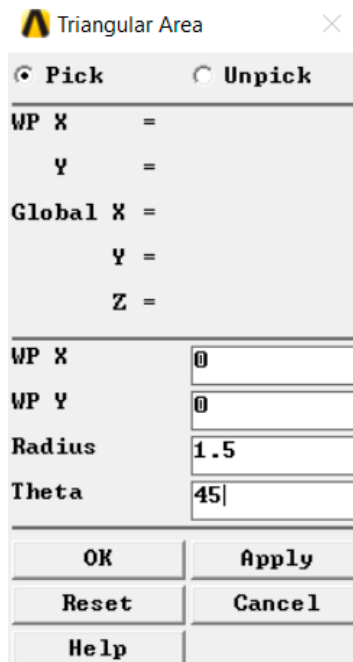 Triangular Area
Pick Unpick
WP X =
Y =
Global X =
Y =
Z =
WP X 0
WP Y 0
Radius 1.5
Theta 45
OK Apply
Reset Cancel
Help